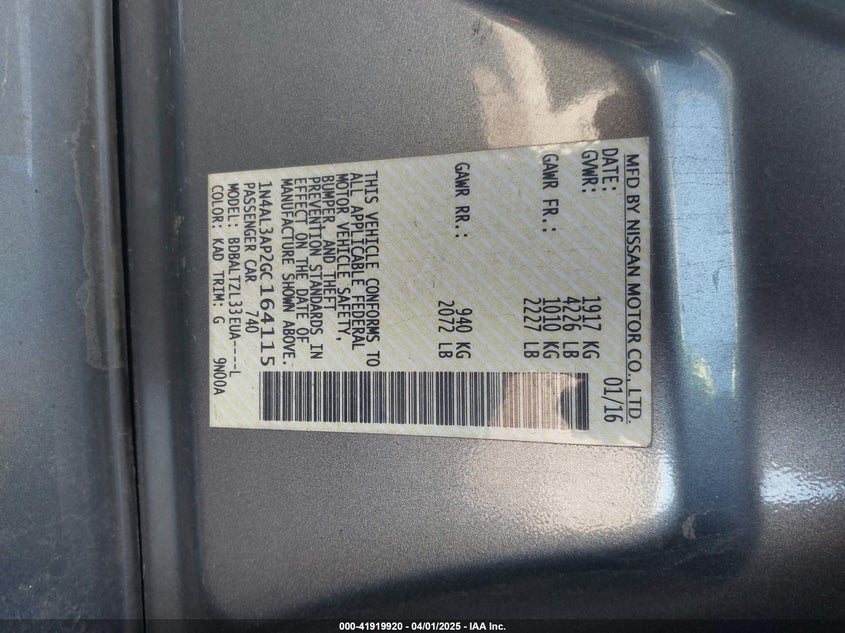 MFD BY NISSAN MOTOR CO., LTD.
DATE: 01/16
GVWR: 1917 KG
4226 LB
GAWR FR.: 1010 KG
2227 LB
GAWR RR.: 940 KG
2072 LB
THIS VEHICLE CONFORMS TO
ALL APPLICABLE FEDERAL
MOTOR VEHICLE SAFETY,
BUMPER AND THEFT
PREVENTION STANDARDS IN
EFFECT ON THE DATE OF
MANUFACTURE SHOWN ABOVE.
1N4AL3AP2GC164115
PASSENGER CAR 740
MODEL: BDBALTZL33EUA----L
COLOR: KAD TRIM: G 9N00A
000-41919920 - 04/01/2025 - IAA Inc.